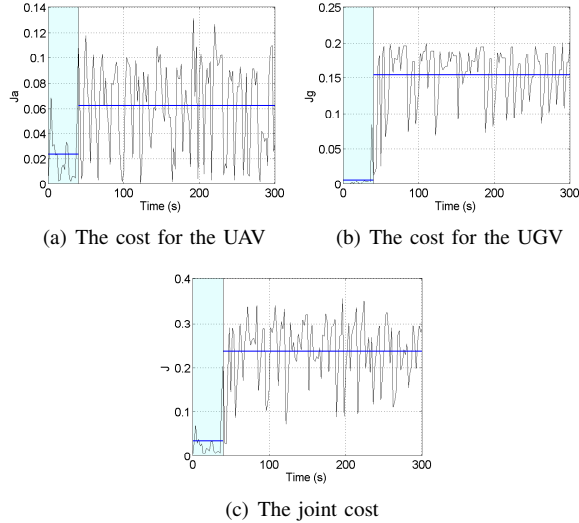 0.14
0.12
0.1
0.08
0.06
0.04
0.02
0
Ja
0 100 200 300
Time (s)
(a) The cost for the UAV
0.25
0.2
0.15
0.1
0.05
0
Jg
0 100 200 300
Time (s)
(b) The cost for the UGV
0.4
0.3
0.2
0.1
0
J
100 200 300
Time (s)
(c) The joint cost